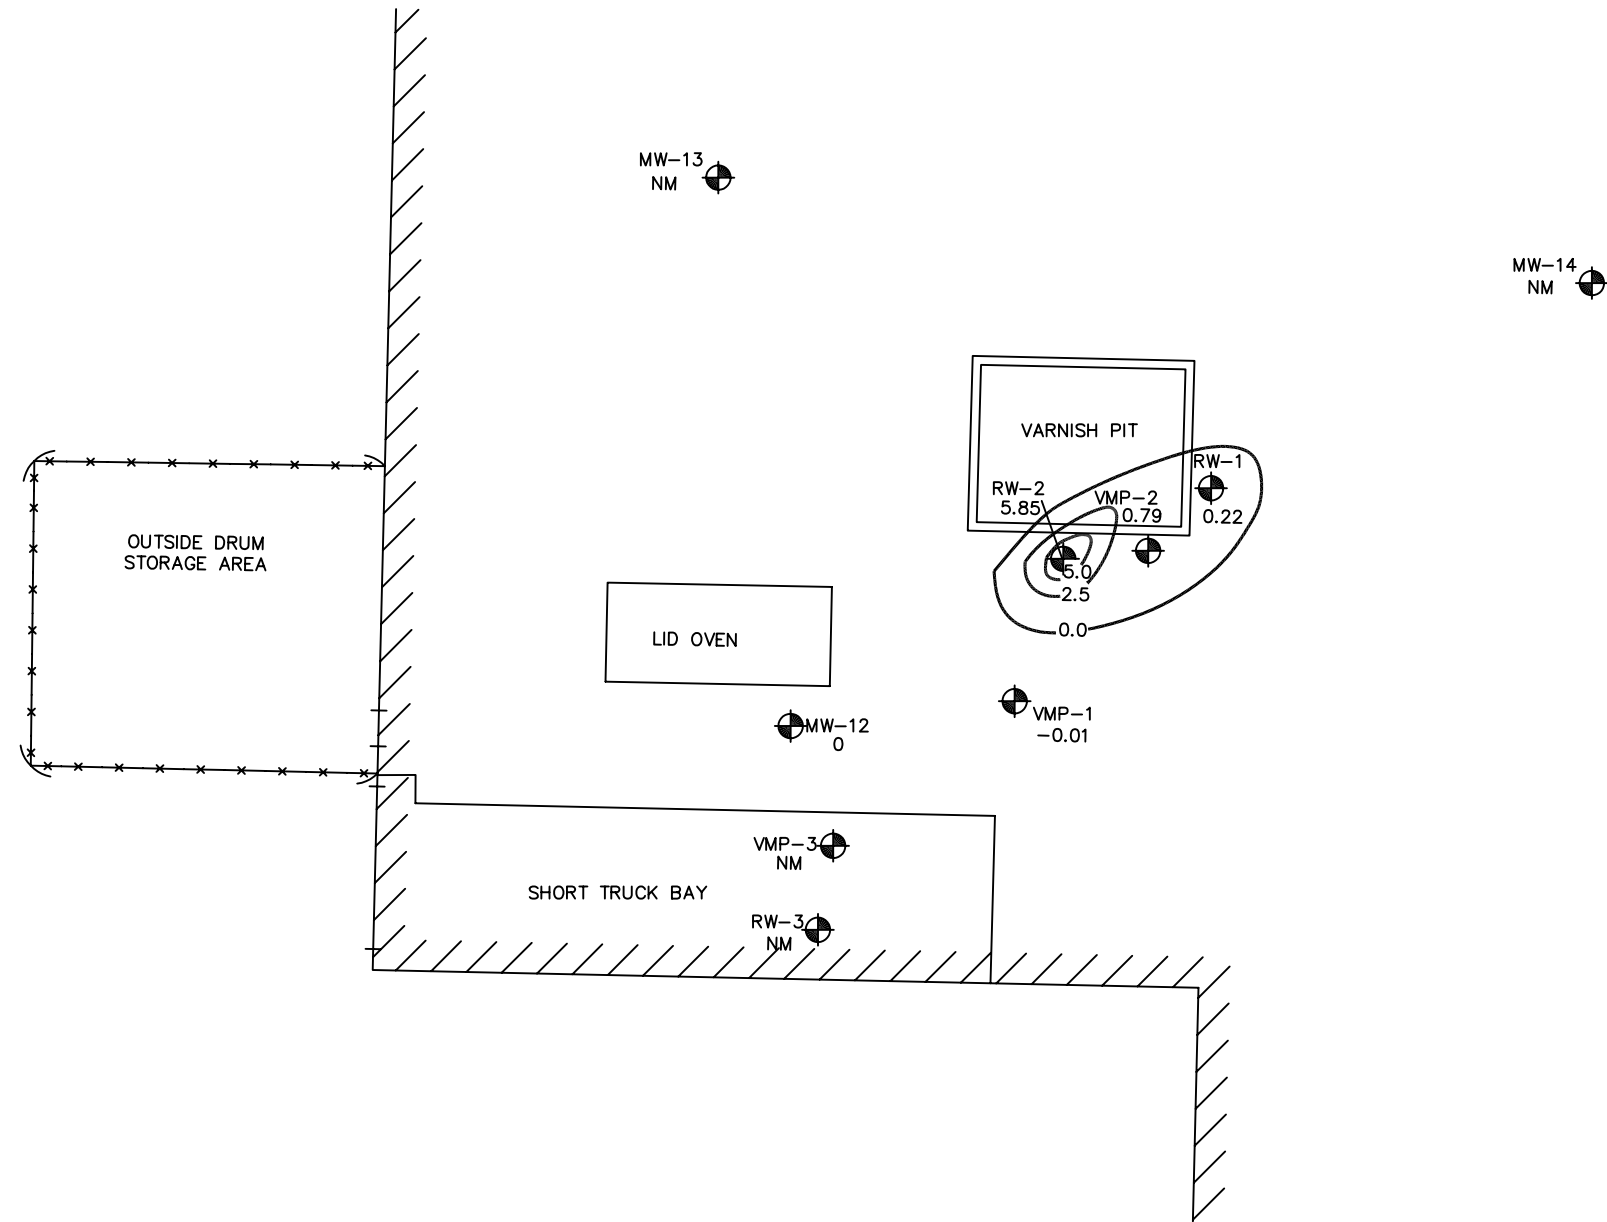 MW-13
NM
MW-14
NM
VARNISH PIT
RW-1
0.22
RW-2
5.85
VMP-2
0.79
5.0
2.5
0.0
OUTSIDE DRUM
STORAGE AREA
LID OVEN
VMP-1
-0.01
MW-12
0
VMP-3
NM
SHORT TRUCK BAY
RW-3
NM